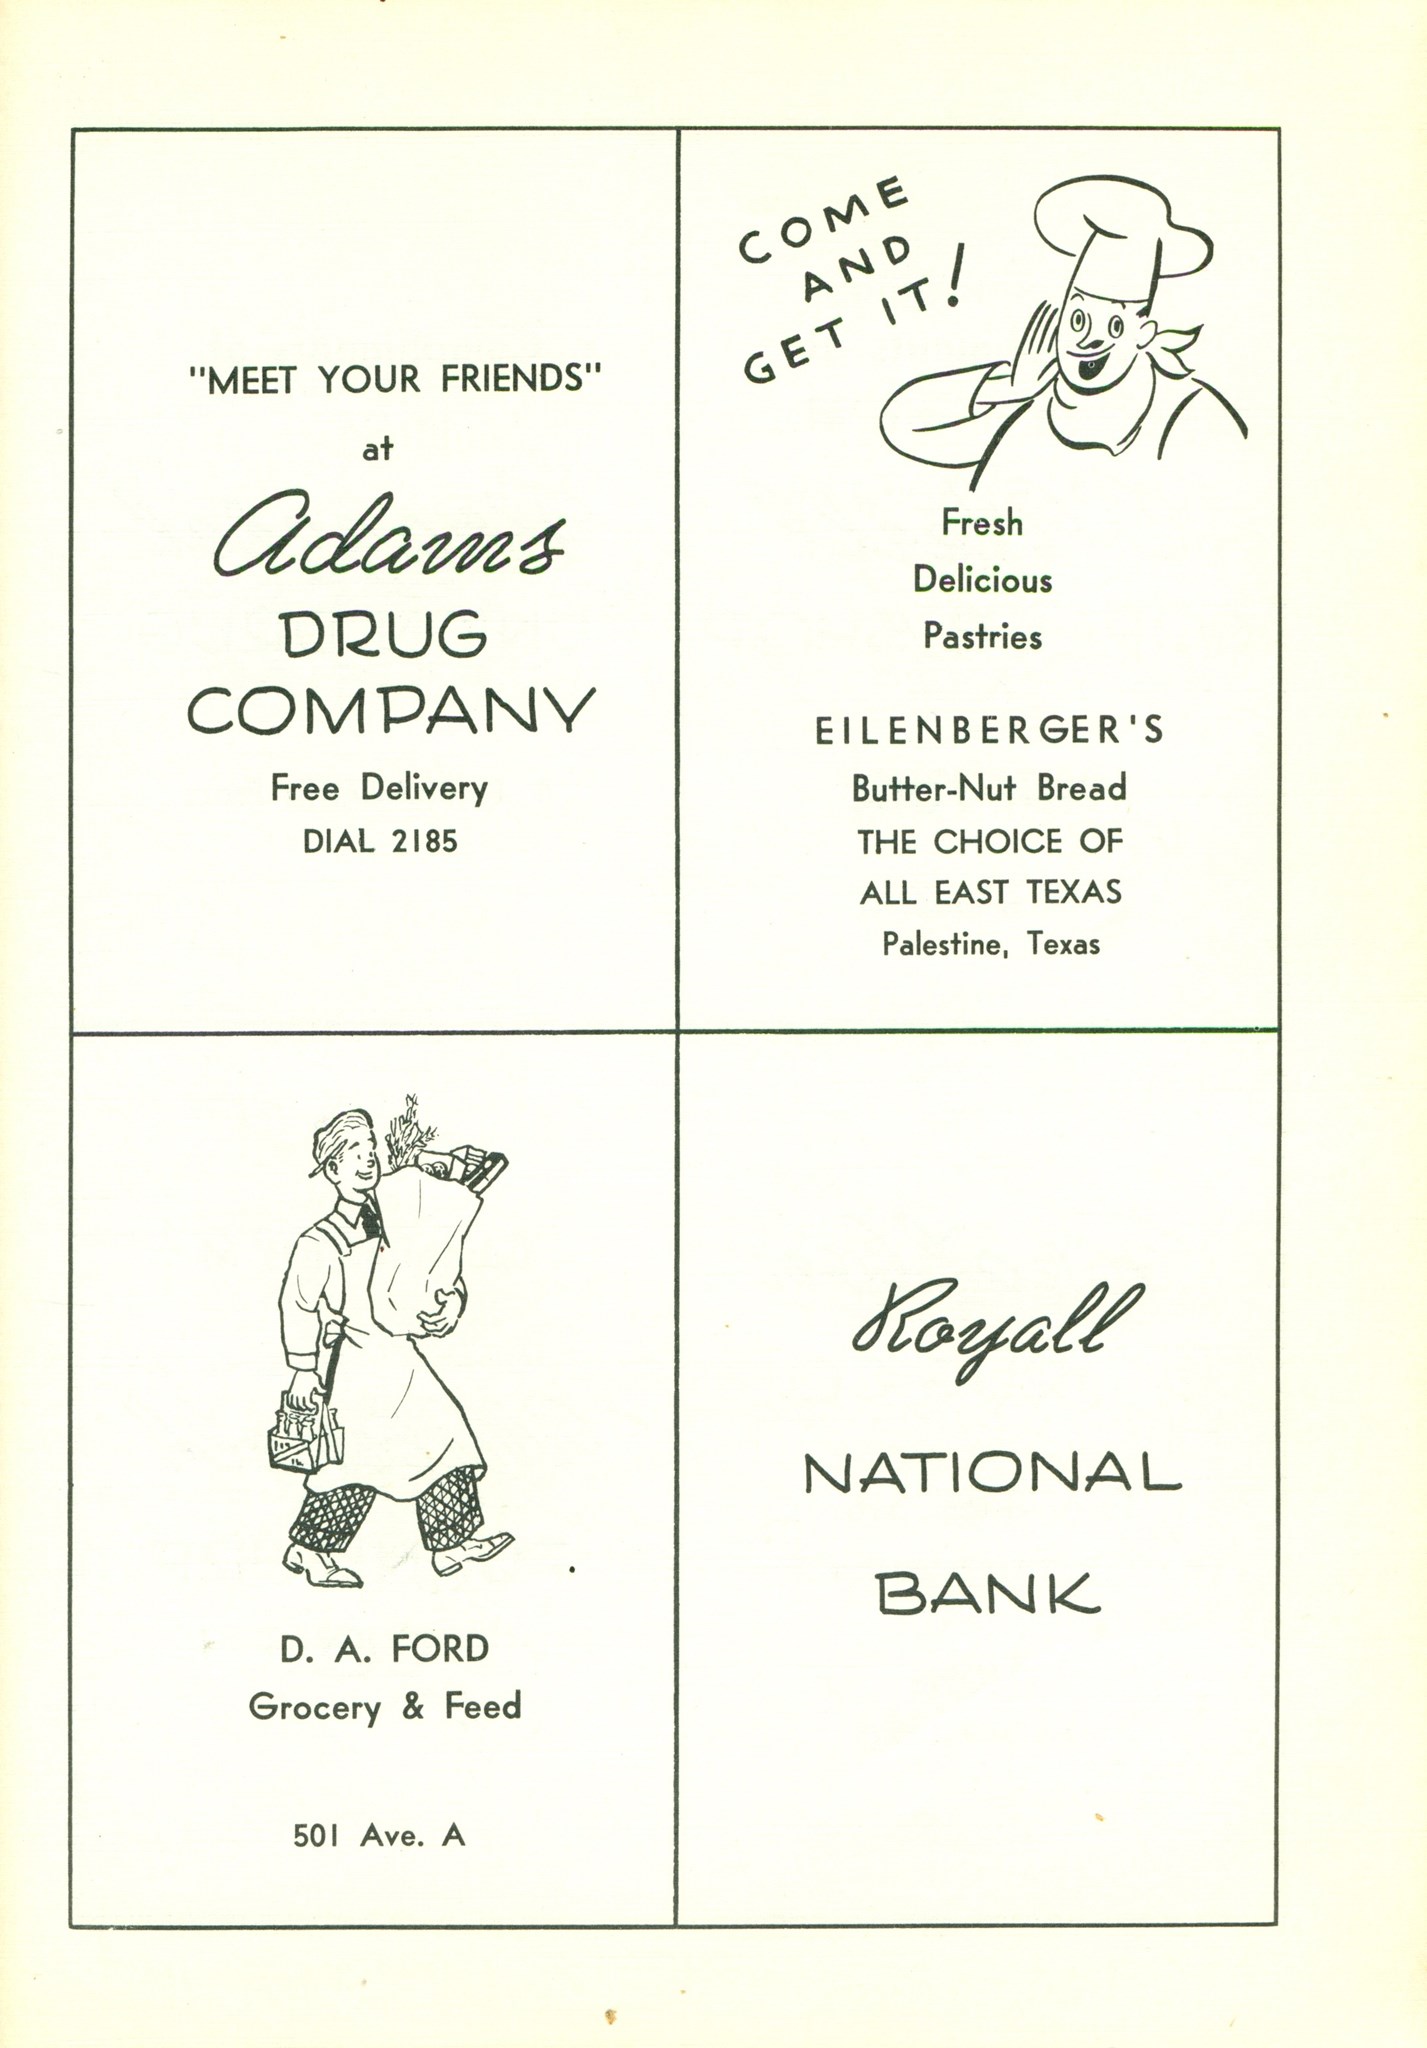 "MEET YOUR FRIENDS"
at
Adams
DRUG
COMPANY
Free Delivery
DIAL 2185
COME
AND
GET IT!
Fresh
Delicious
Pastries
EILENBERGER'S
Butter-Nut Bread
THE CHOICE OF
ALL EAST TEXAS
Palestine, Texas
D. A. FORD
Grocery & Feed
501 Ave. A
Royall
NATIONAL
BANK